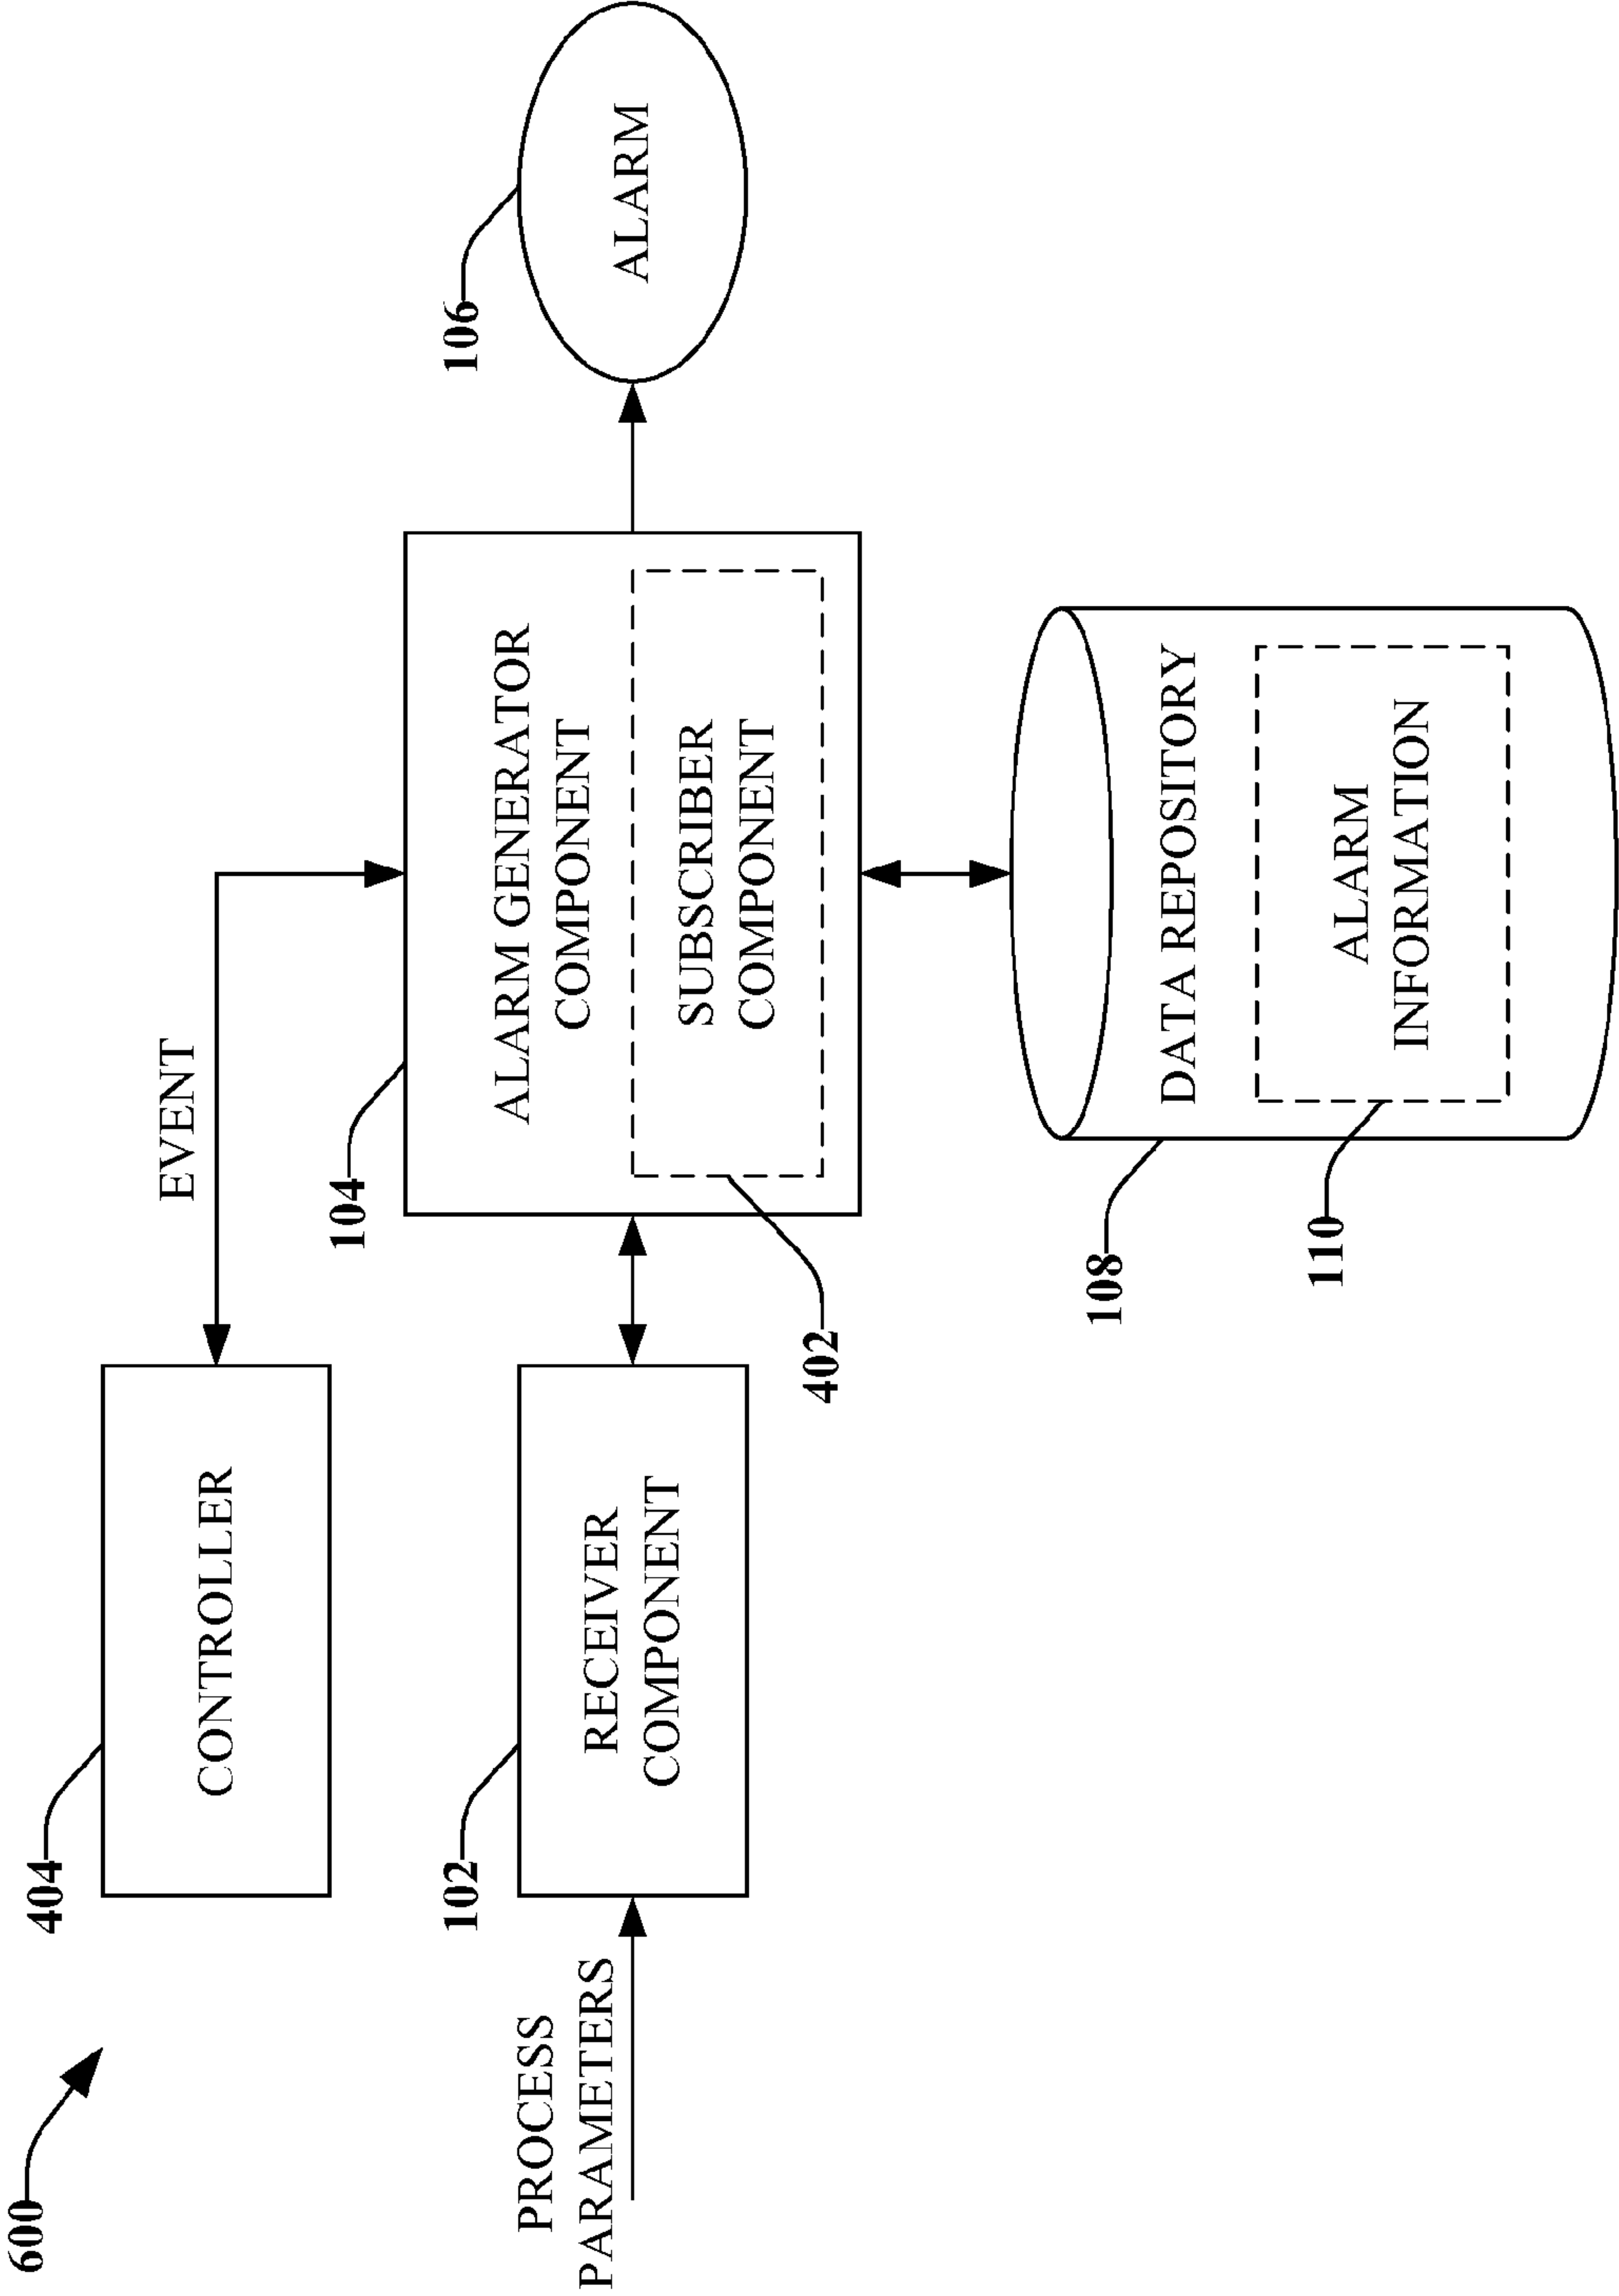 600
404
CONTROLLER
EVENT
PROCESS
PARAMETERS
102
RECEIVER
COMPONENT
104
ALARM GENERATOR
COMPONENT
SUBSCRIBER
COMPONENT
402
106
ALARM
108
DATA REPOSITORY
110
ALARM
INFORMATION